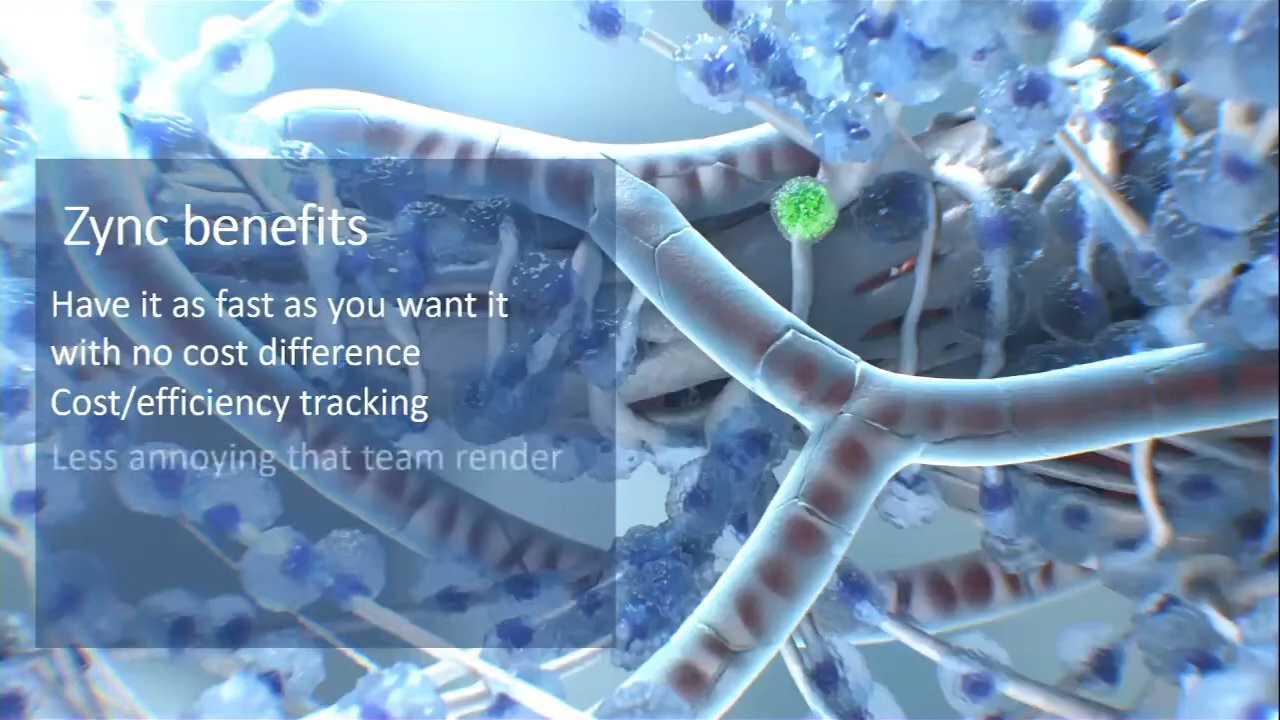 Zync benefits
Have it as fast as you want it
with no cost difference
Cost/efficiency tracking
Less annoying that team render